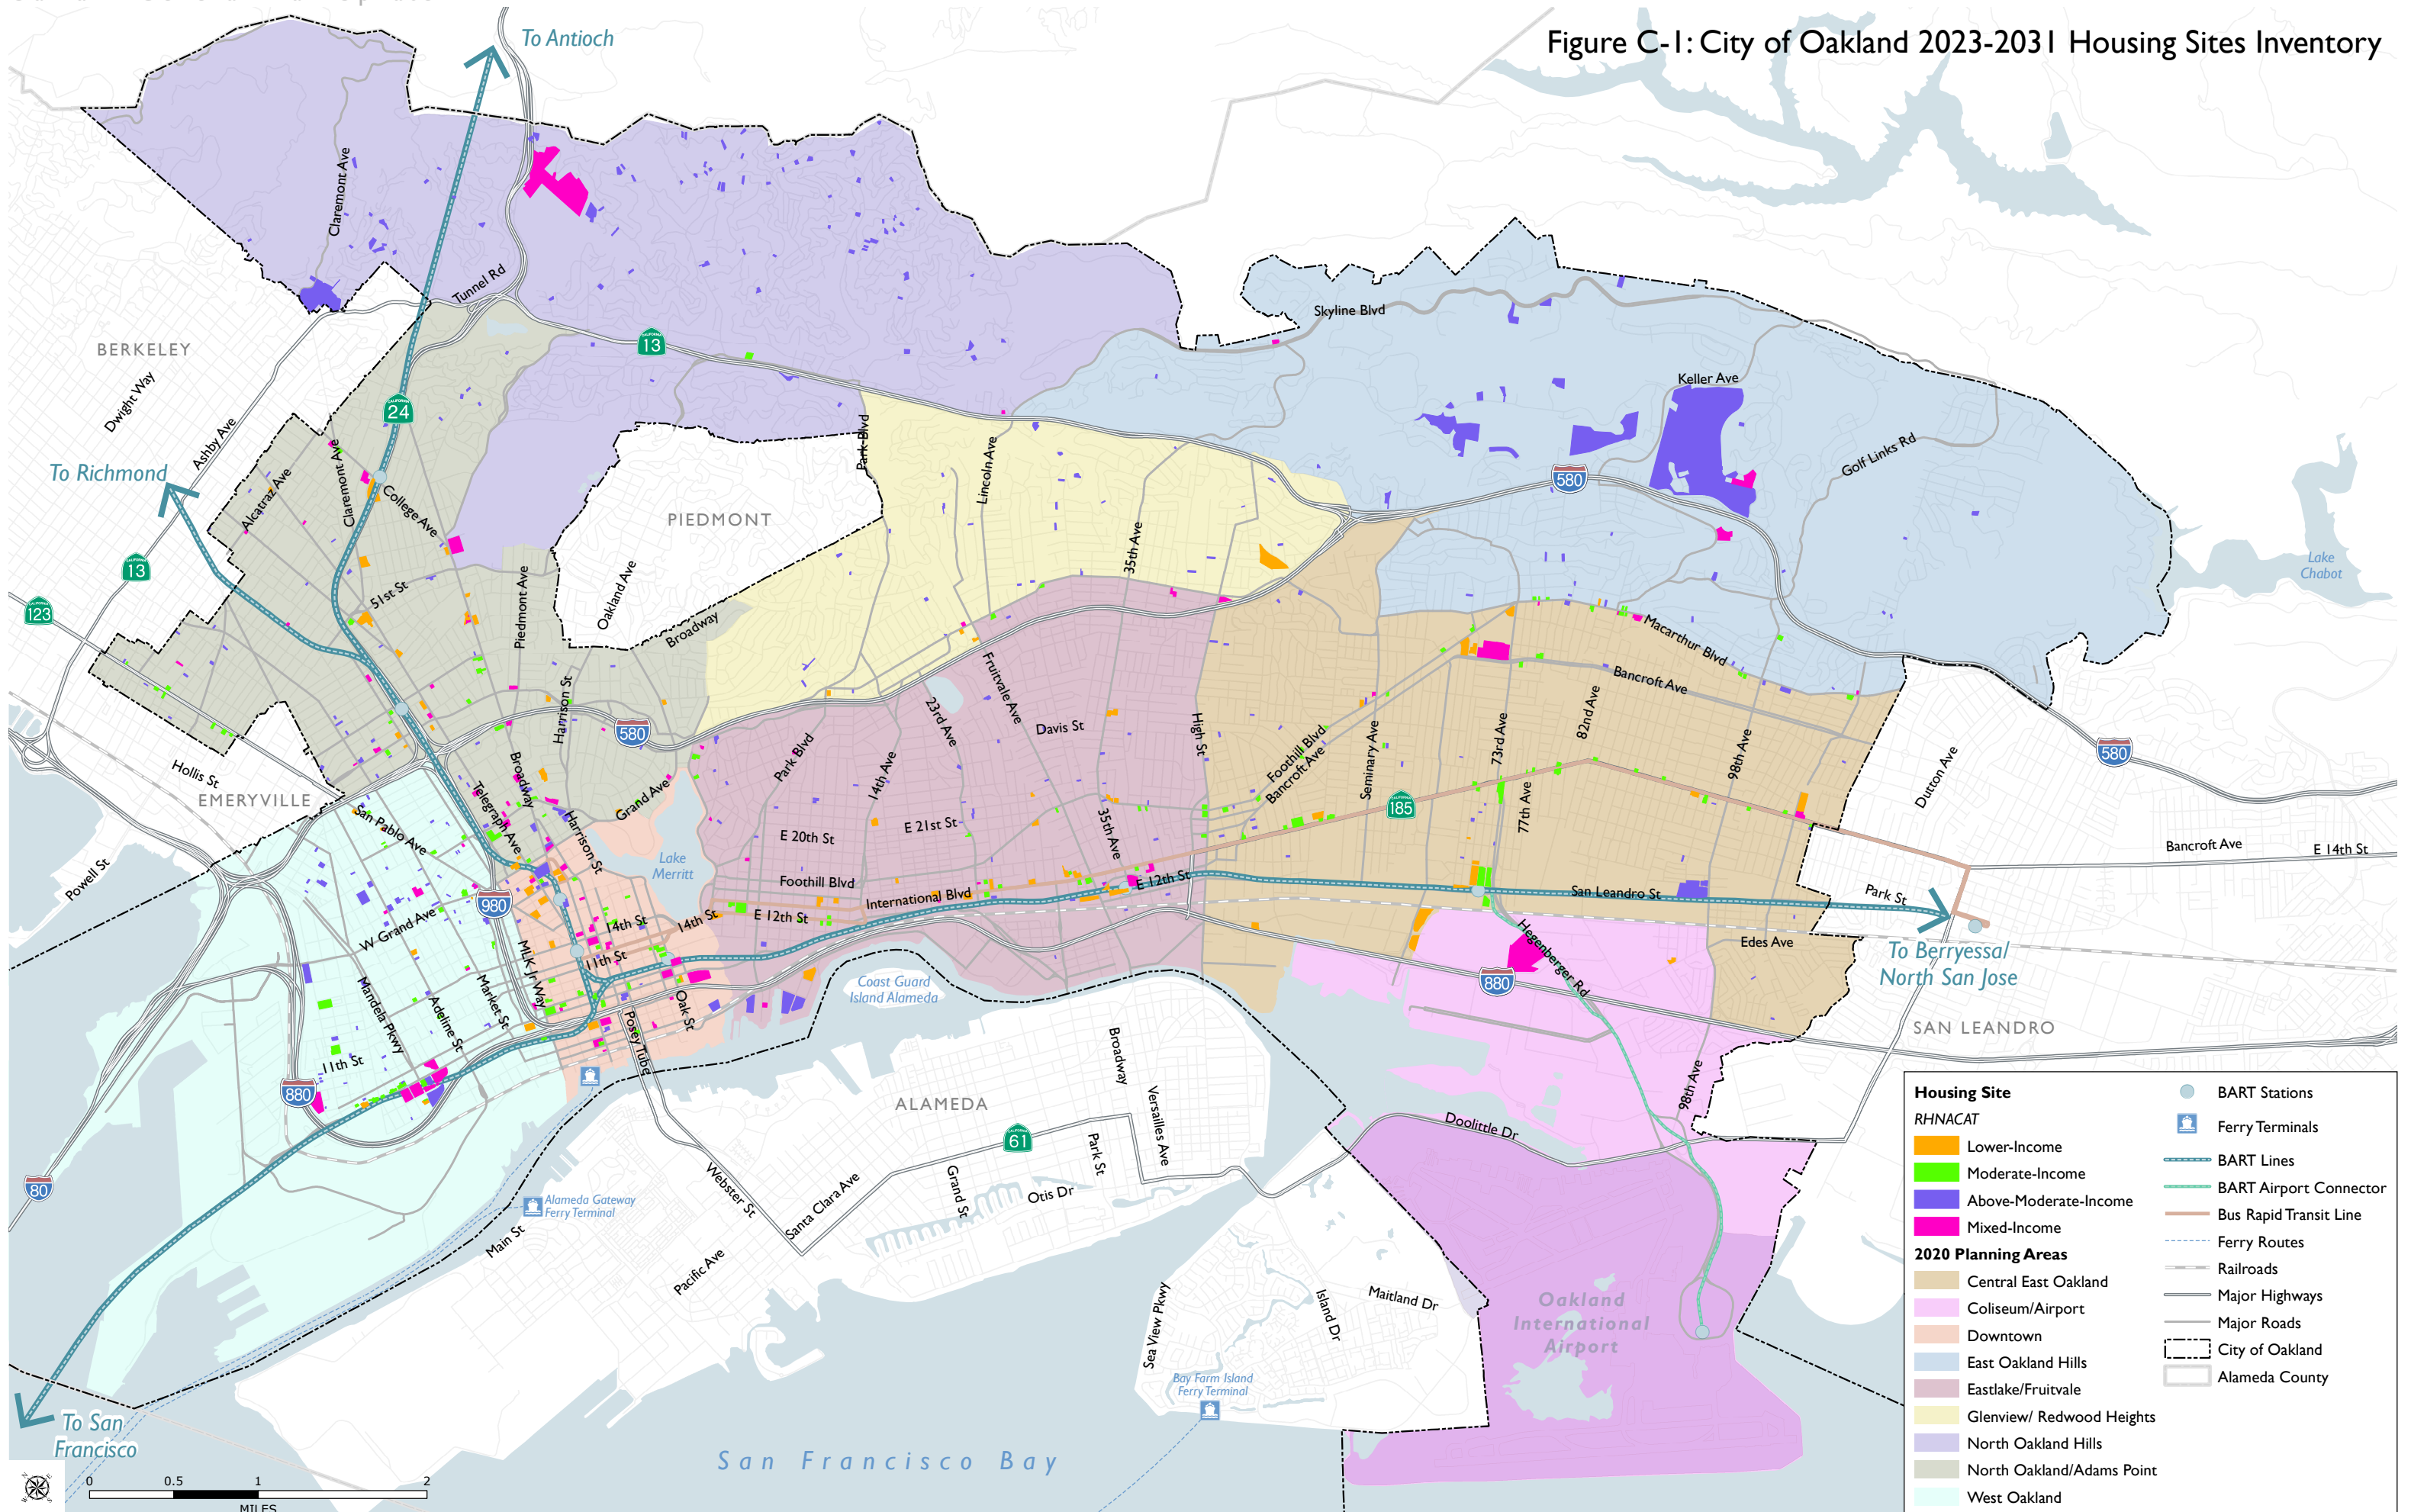 Figure C-1: City of Oakland 2023-2031 Housing Sites Inventory
To Antioch
Claremont Ave
Tunnel Rd
BERKELEY
Dwight Way
Ashby Ave
CALIFORNIA
13
CALIFORNIA
24
Skyline Blvd
Keller Ave
Golf Links Rd
580
To Richmond
Alcatraz Ave
Claremont Ave
College Ave
PIEDMONT
Park Blvd
Lincoln Ave
35th Ave
Lake
Chabot
13
123
51st St
Piedmont Ave
Oakland Ave
Broadway
Macarthur Blvd
Bancroft Ave
Harrison St
580
Fruitvale Ave
23rd Ave
Davis St
High St
Foothill Blvd
Bancroft Ave
Seminary Ave
73rd Ave
82nd Ave
98th Ave
580
Dutton Ave
Hollis St
EMERYVILLE
San Pablo Ave
Telegraph Ave
Broadway
Harrison St
Grand Ave
Park Blvd
14th Ave
E 20th St
E 21st St
35th Ave
185
77th Ave
Bancroft Ave
E 14th St
Powell St
Lake
Merritt
Foothill Blvd
International Blvd
E 12th St
E 12th St
San Leandro St
Park St
980
W Grand Ave
14th St
14th St
11th St
MLK Jr Way
Hegenberger Rd
Edes Ave
To Berryessa/
North San Jose
Mandela Pkwy
Adeline St
Market St
Oak St
Posey Tube
Coast Guard
Island Alameda
880
SAN LEANDRO
11th St
880
ALAMEDA
Broadway
Versailles Ave
61
Park St
98th Ave
Doolittle Dr
80
Alameda Gateway
Ferry Terminal
Main St
Webster St
Santa Clara Ave
Grand St
Otis Dr
Pacific Ave
Sea View Pkwy
Island Dr
Maitland Dr
Oakland
International
Airport
Bay Farm Island
Ferry Terminal
To San
Francisco
San Francisco Bay
0 0.5 1 2
MILES
Housing Site
RHNACAT
Lower-Income
Moderate-Income
Above-Moderate-Income
Mixed-Income
2020 Planning Areas
Central East Oakland
Coliseum/Airport
Downtown
East Oakland Hills
Eastlake/Fruitvale
Glenview/ Redwood Heights
North Oakland Hills
North Oakland/Adams Point
West Oakland
BART Stations
Ferry Terminals
BART Lines
BART Airport Connector
Bus Rapid Transit Line
Ferry Routes
Railroads
Major Highways
Major Roads
City of Oakland
Alameda County